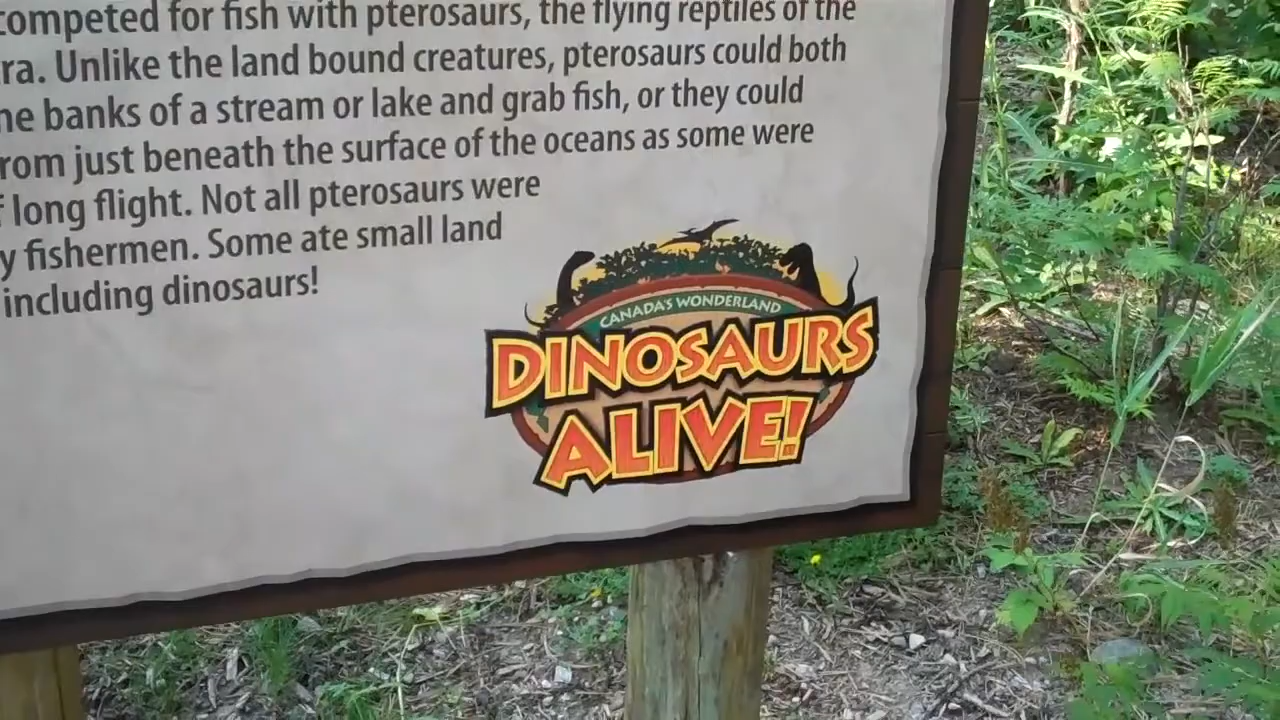 competed for fish with pterosaurs, the flying reptiles of the
ra. Unlike the land bound creatures, pterosaurs could both
he banks of a stream or lake and grab fish, or they could
rom just beneath the surface of the oceans as some were
f long flight. Not all pterosaurs were
y fishermen. Some ate small land
including dinosaurs!
CANADA'S WONDERLAND
DINOSAURS
ALIVE!